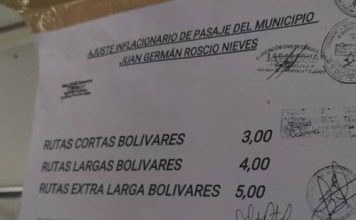 AJUSTE INFLACIONARIO DE PASAJE DEL MUNICIPIO
JUAN GERMÁN ROSCIO NIEVES
RUTAS CORTAS BOLIVARES 3,00
RUTAS LARGAS BOLIVARES 4,00
RUTAS EXTRA LARGA BOLIVARES 5,00